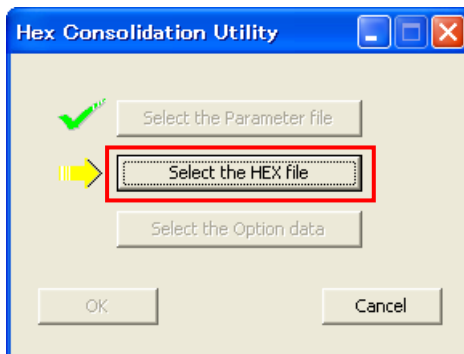 Hex Consolidation Utility
Select the Parameter file
Select the HEX file
Select the Option data
OK
Cancel